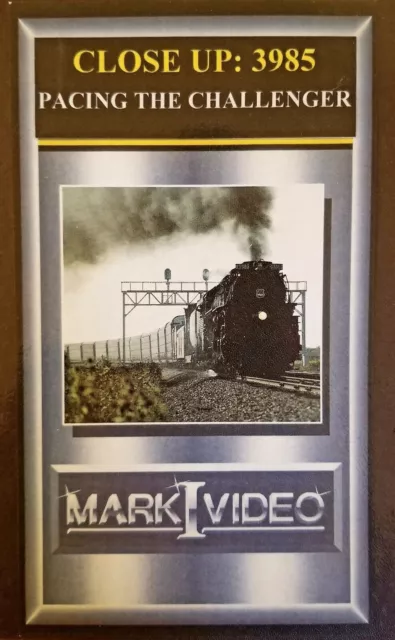 CLOSE UP: 3985
PACING THE CHALLENGER
MARK I VIDEO